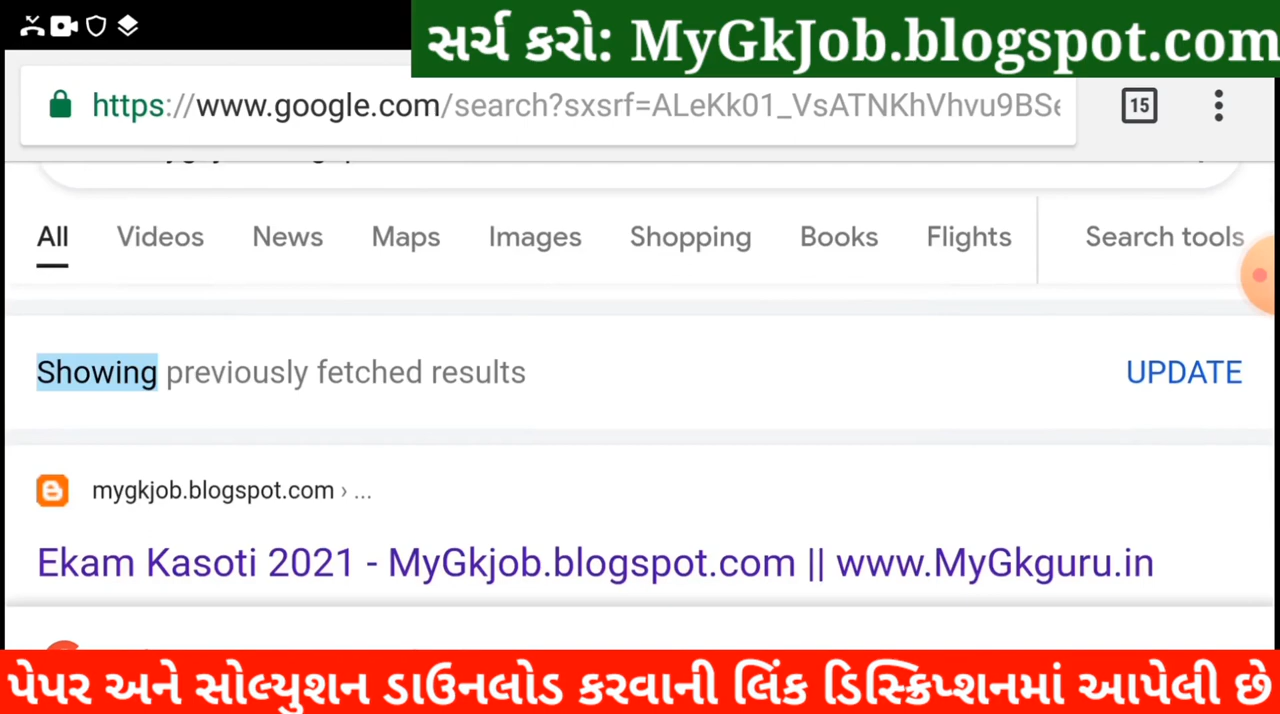 સર્ચ કરો: MyGkJob.blogspot.com
https://www.google.com/search?sxsrf=ALeKk01_VsATNKhVhvu9BSe
15
All Videos News Maps Images Shopping Books Flights Search tools
Showing previously fetched results UPDATE
mygkjob.blogspot.com › ...
Ekam Kasoti 2021 - MyGkjob.blogspot.com || www.MyGkguru.in
પેપર અને સોલ્યુશન ડાઉનલોડ કરવાની લિંક ડિસ્ક્રિપ્શનમાં આપેલી છે